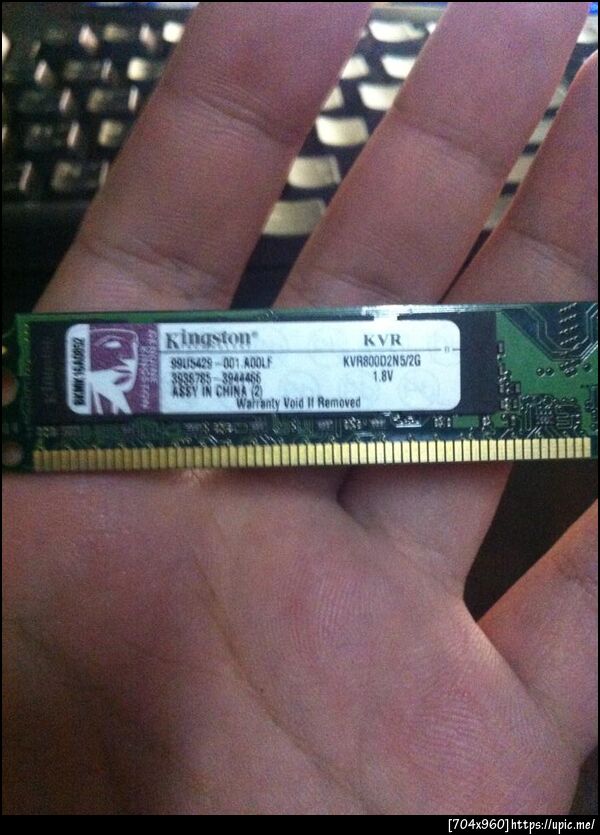 Kingston®
KVR
99U5429-001.A00LF
KVR800D2N5/2G
3938785-3944466
1.8V
ASSY IN CHINA (2)
Warranty Void If Removed
[704x960]https://upic.me/